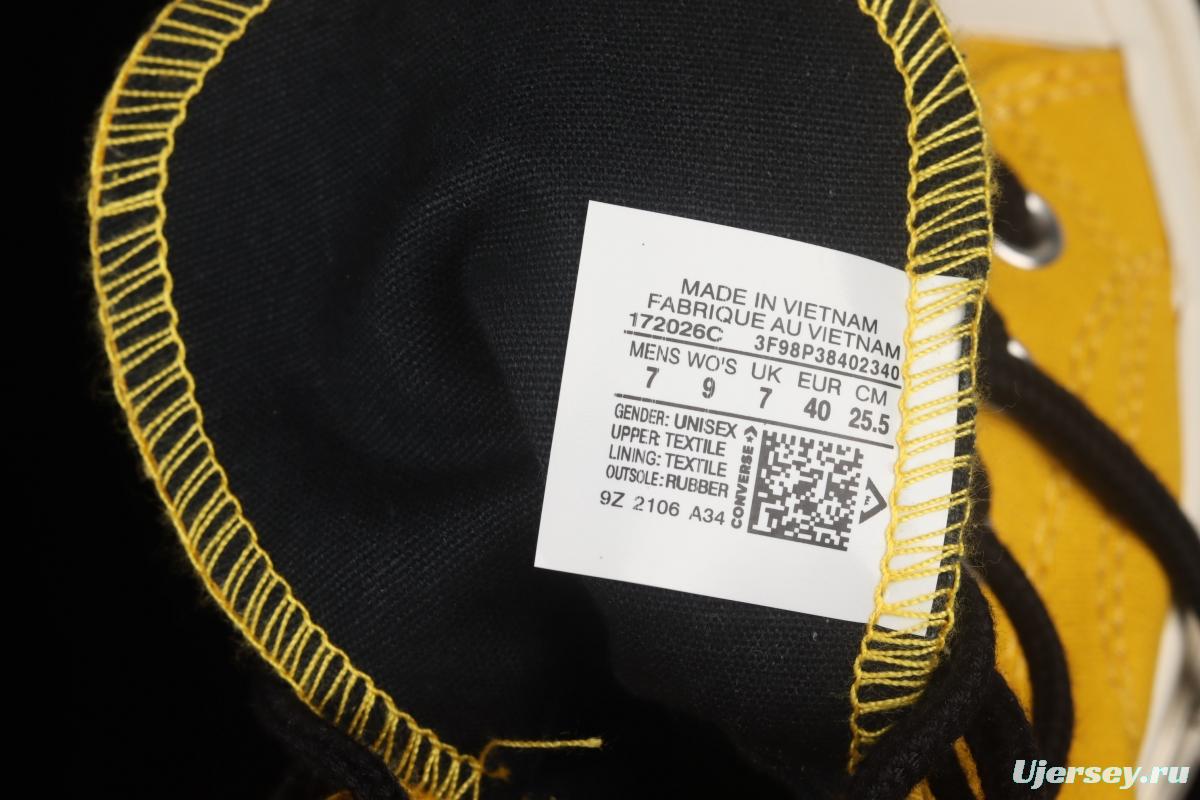 MADE IN VIETNAM
FABRIQUE AU VIETNAM
172026C 3F98P38402340
MENS WO'S UK EUR CM
7 9 7 40 25.5
GENDER: UNISEX
UPPER: TEXTILE
LINING: TEXTILE
OUTSOLE: RUBBER
9Z 2106 A34
CONVERSE
Ujersey.ru